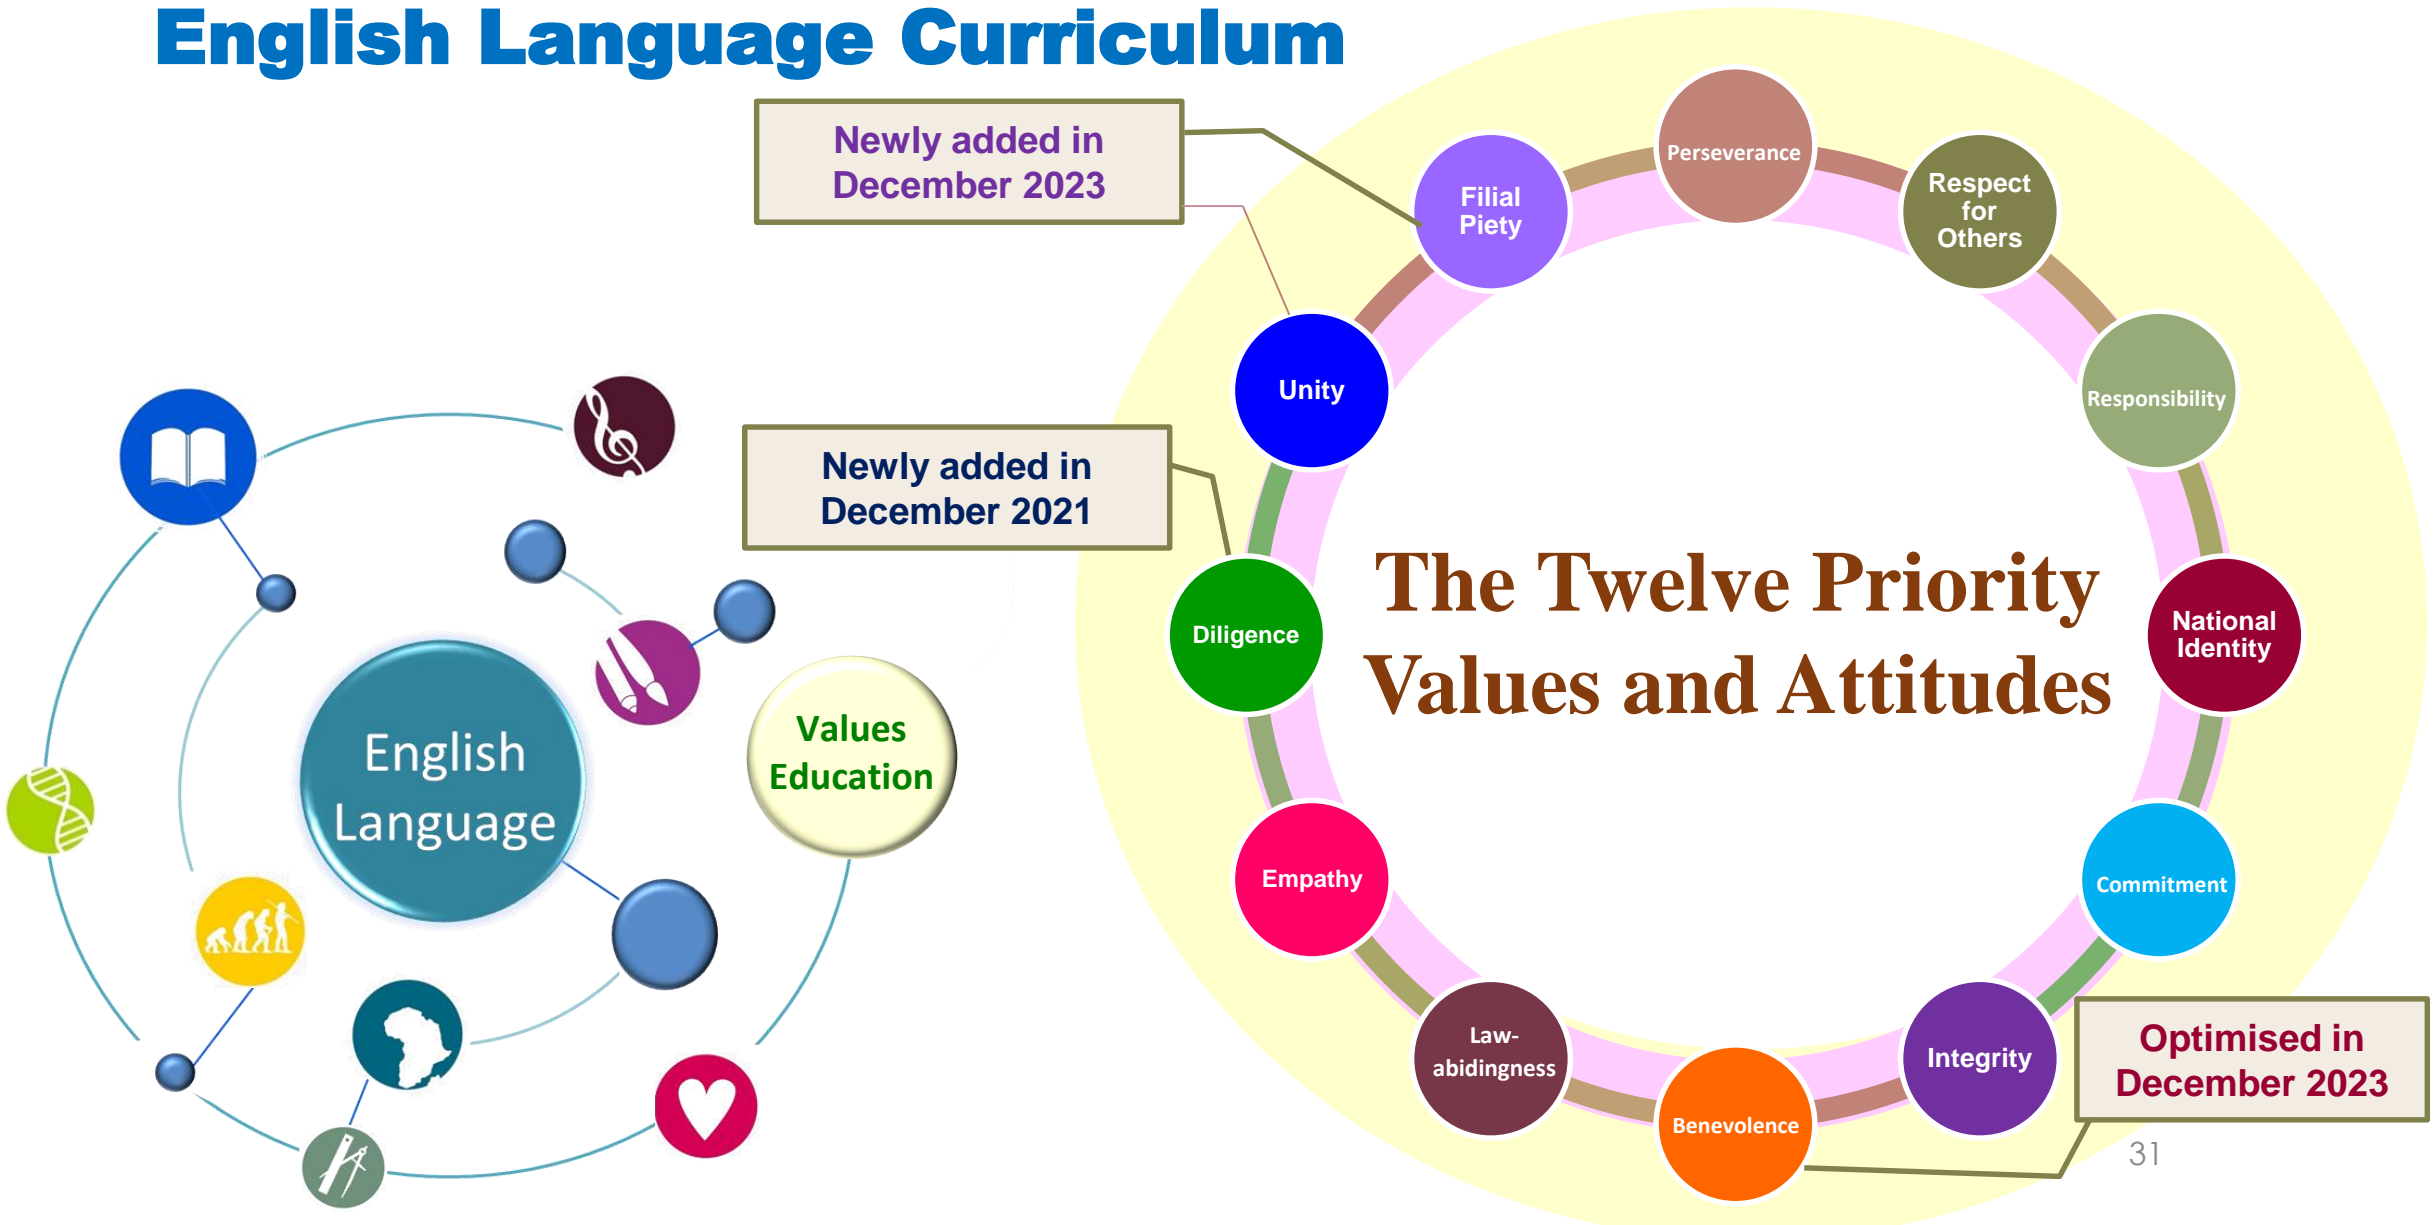 English Language Curriculum
Newly added in
December 2023
Newly added in
December 2021
English
Language
Values
Education
The Twelve Priority
Values and Attitudes
Perseverance
Respect
for
Others
Responsibility
National
Identity
Commitment
Integrity
Benevolence
Law-
abidingness
Empathy
Diligence
Unity
Filial
Piety
Optimised in
December 2023
31